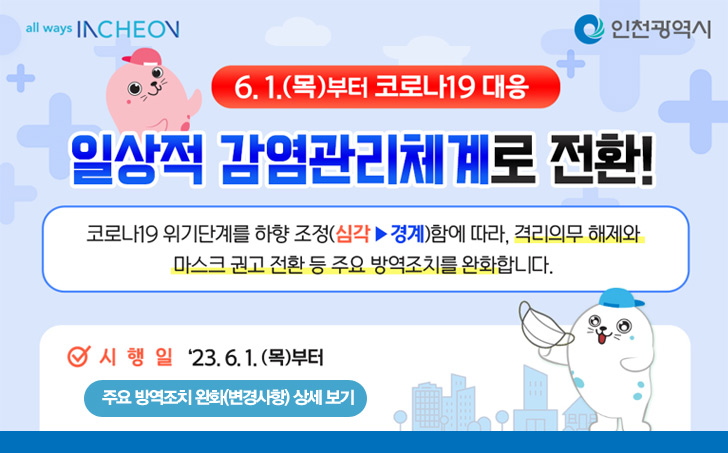 all ways INCHEON
인천광역시
6. 1.(목)부터 코로나19 대응
일상적 감염관리체계로 전환!
코로나19 위기단계를 하향 조정(심각▶경계)함에 따라, 격리의무 해제와
마스크 권고 전환 등 주요 방역조치를 완화합니다.
시 행 일 ‘23. 6. 1. (목)부터
주요 방역조치 완화(변경사항) 상세 보기